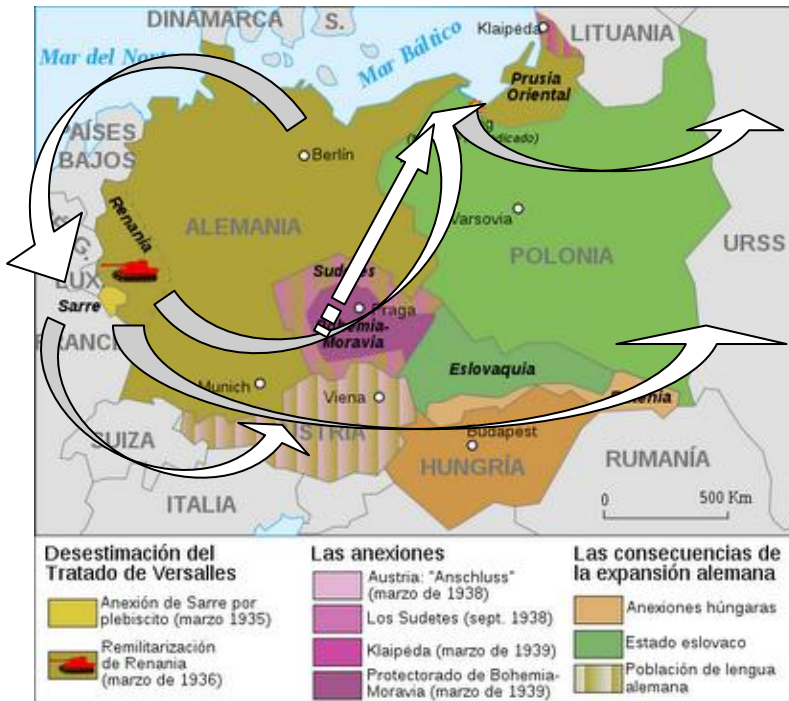 DINAMARCA
S.
LITUANIA
Klaipéda
Mar del Norte
Mar Báltico
Prusia
Oriental
PAÍSES
BAJOS
Berlín
Renania
ALEMANIA
Varsovia
POLONIA
URSS
G.
LUX
Sudetes
Praga
Sarre
Bohemia-
Moravia
Eslovaquia
Munich
Viena
SUIZA
Budapest
HUNGRÍA
RUMANÍA
ITALIA
0 500 Km
Desestimación del
Tratado de Versalles
Anexión de Sarre por
plebiscito (marzo 1935)
Remilitarización
de Renania
(marzo de 1936)
Las anexiones
Austria: "Anschluss"
(marzo de 1938)
Los Sudetes (sept. 1938)
Klaipéda (marzo de 1939)
Protectorado de Bohemia-
Moravia (marzo de 1939)
Las consecuencias de
la expansión alemana
Anexiones húngaras
Estado eslovaco
Población de lengua
alemana